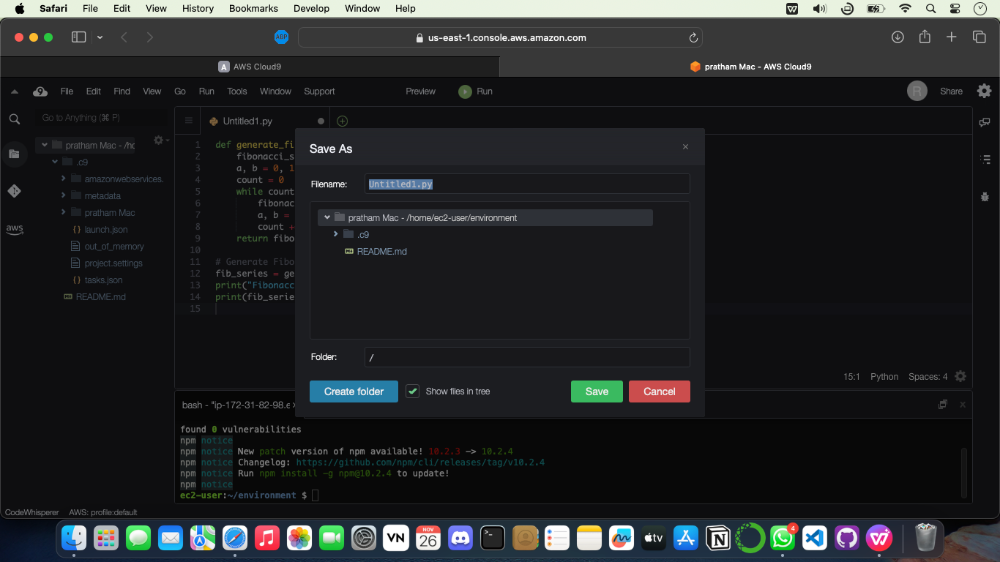 Safari File Edit View History Bookmarks Develop Window Help
ABP us-east-1.console.aws.amazon.com
A AWS Cloud9 pratham Mac - AWS Cloud9
9 File Edit Find View Go Run Tools Window Support Preview Run R Share
Go to Anything (⌘ P)
Untitled1.py
pratham Mac - /ho
.c9
amazonwebservices.
metadata
pratham Mac
launch.json
out_of_memory
project.settings
tasks.json
README.md
aws
1 def generate_fi
2 fibonacci_s
3 a, b = 0, 1
4 count = 0
5 while count
6 fibonac
7 a, b =
8 count +
9 return fibo
10
11 # Generate Fibo
12 fib_series = ge
13 print("Fibonacc
14 print(fib_serie
15
Save As
Filename: Untitled1.py
pratham Mac - /home/ec2-user/environment
.c9
README.md
Folder: /
Create folder Show files in tree Save Cancel
15:1 Python Spaces: 4
bash - "ip-172-31-82-98.e
found 0 vulnerabilities
npm notice
npm notice New patch version of npm available! 10.2.3 -> 10.2.4
npm notice Changelog: https://github.com/npm/cli/releases/tag/v10.2.4
npm notice Run npm install -g npm@10.2.4 to update!
npm notice
ec2-user:~/environment $
CodeWhisperer AWS: profile:default
VN NOV 26 tv 4